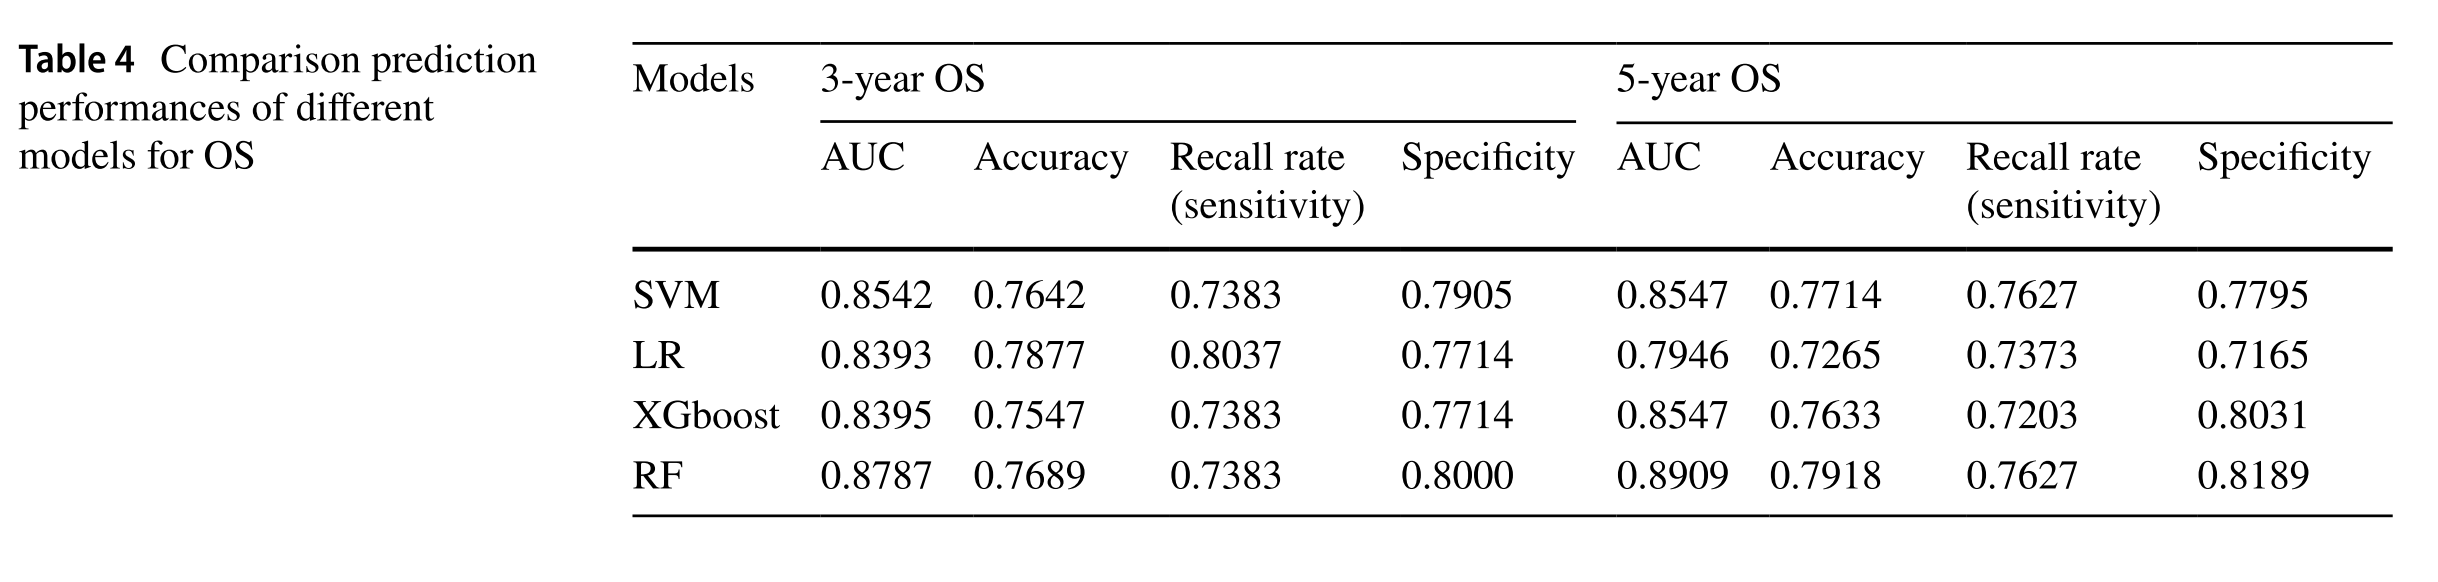 Table 4 Comparison prediction
performances of different
models for OS
Models 3-year OS 5-year OS
AUC Accuracy Recall rate Specificity AUC Accuracy Recall rate Specificity
(sensitivity) (sensitivity)
SVM 0.8542 0.7642 0.7383 0.7905 0.8547 0.7714 0.7627 0.7795
LR 0.8393 0.7877 0.8037 0.7714 0.7946 0.7265 0.7373 0.7165
XGboost 0.8395 0.7547 0.7383 0.7714 0.8547 0.7633 0.7203 0.8031
RF 0.8787 0.7689 0.7383 0.8000 0.8909 0.7918 0.7627 0.8189